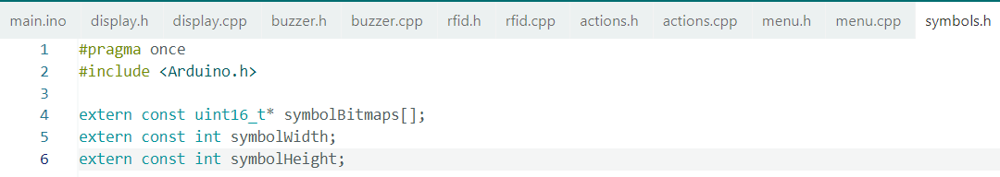 main.ino display.h display.cpp buzzer.h buzzer.cpp rfid.h rfid.cpp actions.h actions.cpp menu.h menu.cpp symbols.h
1 #pragma once
2 #include <Arduino.h>
3
4 extern const uint16_t* symbolBitmaps[];
5 extern const int symbolWidth;
6 extern const int symbolHeight;